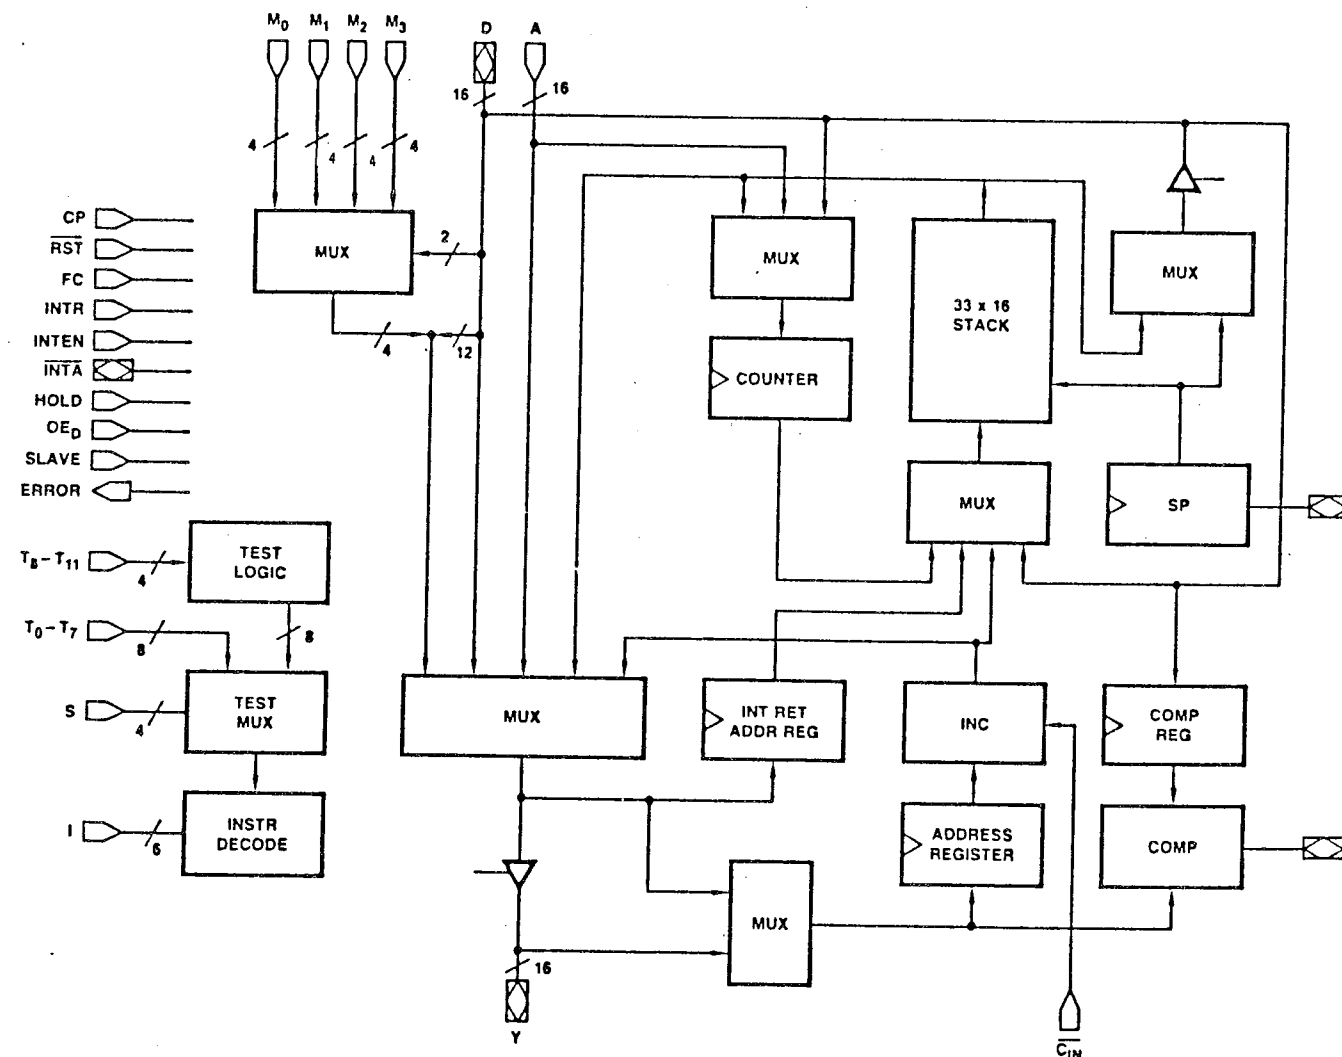 M0 M1 M2 M3 D A
16 16
4 4 4 4
CP
RST
FC
INTR
INTEN
INTA
HOLD
OED
SLAVE
ERROR
MUX
2
4 12
MUX
COUNTER
33 x 16
STACK
MUX
MUX
SP
T8-T11
4
TEST
LOGIC
T0-T7
8
8
S
4
TEST
MUX
I
6
INSTR
DECODE
MUX
INT RET
ADDR REG
INC
COMP
REG
ADDRESS
REGISTER
COMP
MUX
16
Y
CIN